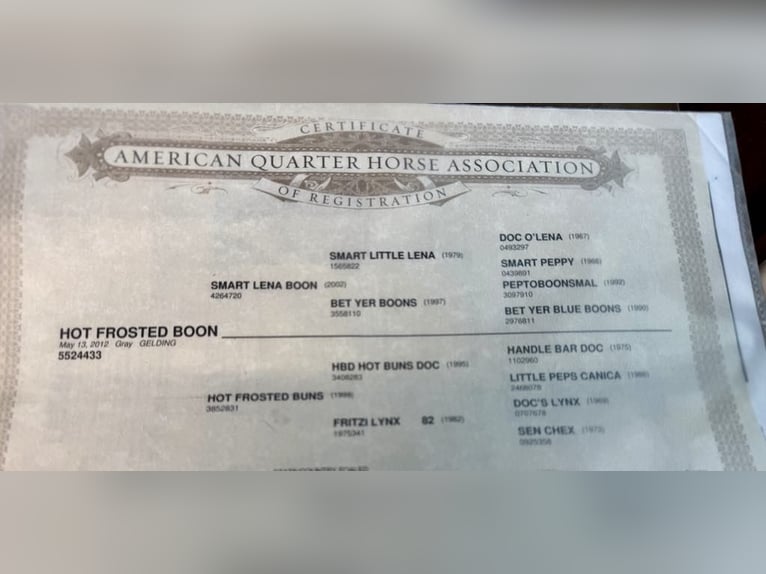 CERTIFICATE
AMERICAN QUARTER HORSE ASSOCIATION
OF REGISTRATION
DOC O'LENA (1967)
0493297
SMART LITTLE LENA (1979)
1565822
SMART PEPPY (1966)
0439891
SMART LENA BOON (2002)
4264720
PEPTOBOONSMAL (1992)
3097910
BET YER BOONS (1997)
3558110
BET YER BLUE BOONS (1990)
2976811
HOT FROSTED BOON
May 13, 2012 Gray GELDING
5524433
HANDLE BAR DOC (1975)
1102960
HBD HOT BUNS DOC (1995)
3408283
LITTLE PEPS CANICA (1986)
2468078
HOT FROSTED BUNS (1998)
3852831
DOC'S LYNX (1969)
0707678
FRITZI LYNX 82 (1982)
1975341
SEN CHEX (1973)
0925358